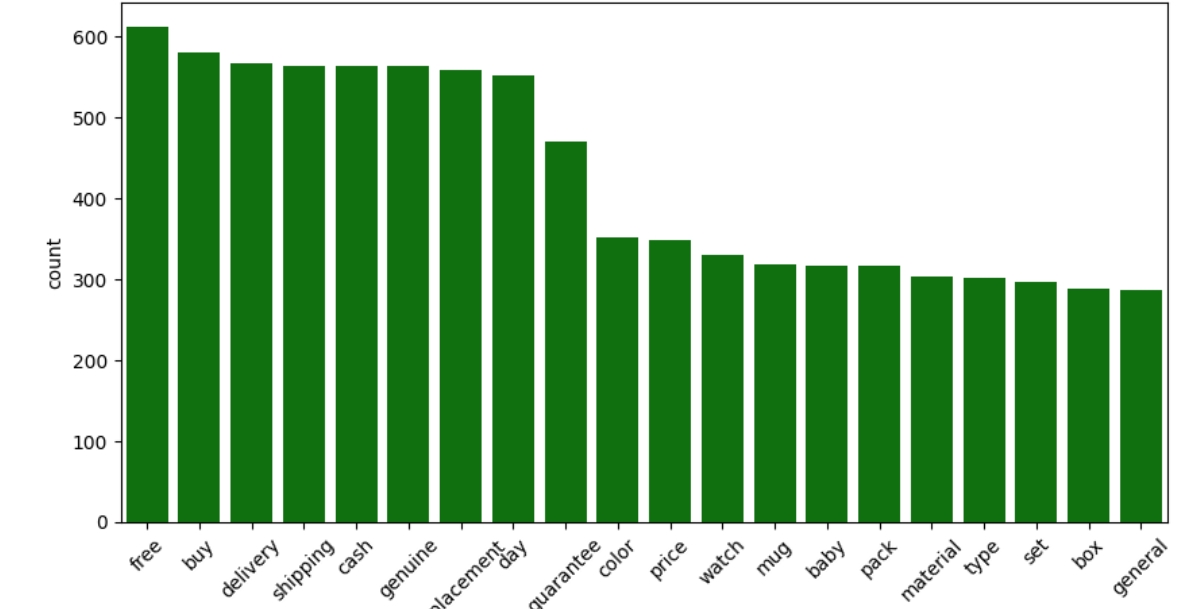 600
500
400
300
200
100
0
count
free
buy
delivery
shipping
cash
genuine
placement
day
guarantee
color
price
watch
mug
baby
pack
material
type
set
box
general